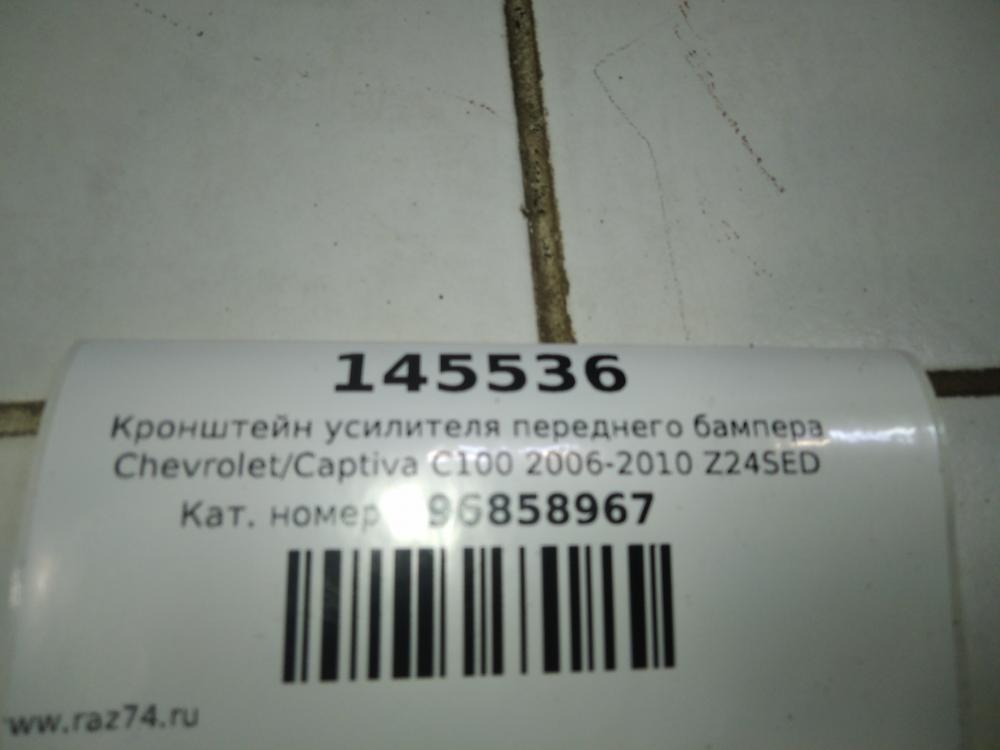 145536
Кронштейн усилителя переднего бампера
Chevrolet/Captiva C100 2006-2010 Z24SED
Кат. номер 96858967
www.raz74.ru